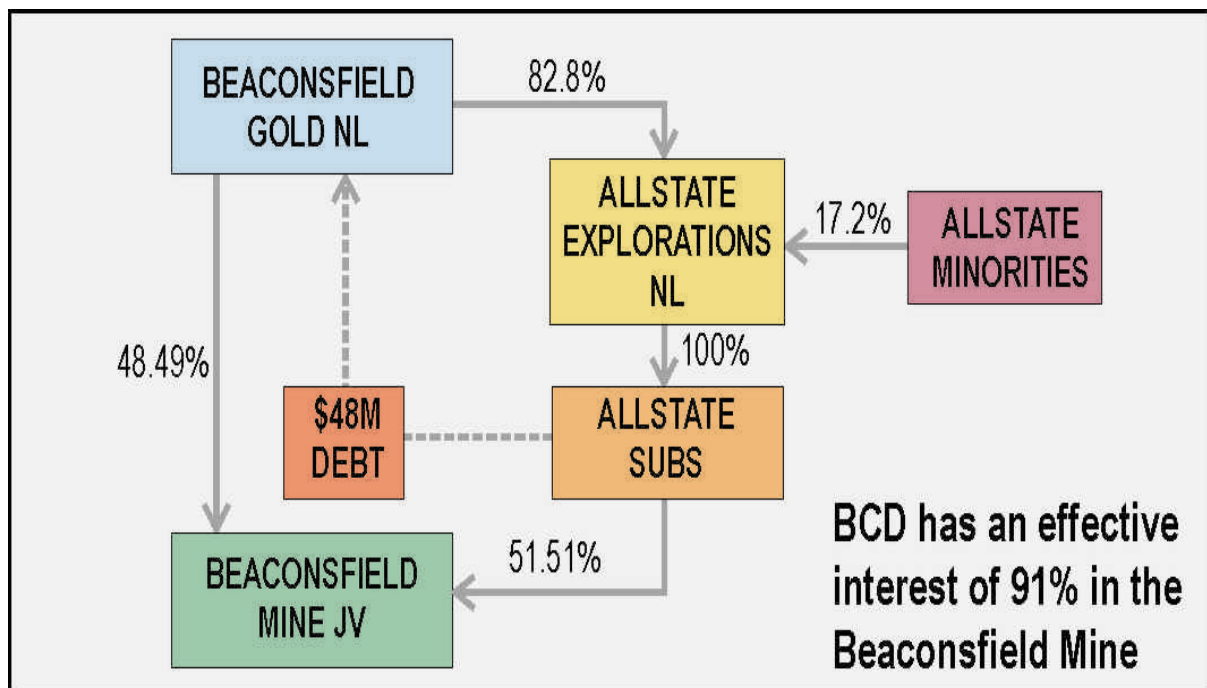 BEACONSFIELD
GOLD NL
82.8%
ALLSTATE
EXPLORATIONS
NL
17.2%
ALLSTATE
MINORITIES
48.49%
100%
$48M
DEBT
ALLSTATE
SUBS
51.51%
BEACONSFIELD
MINE JV
BCD has an effective
interest of 91% in the
Beaconsfield Mine